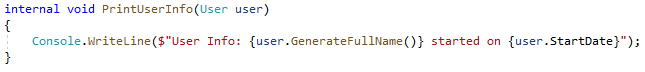 internal void PrintUserInfo(User user)
{
    Console.WriteLine($"User Info: {user.GenerateFullName()} started on {user.StartDate}");
}